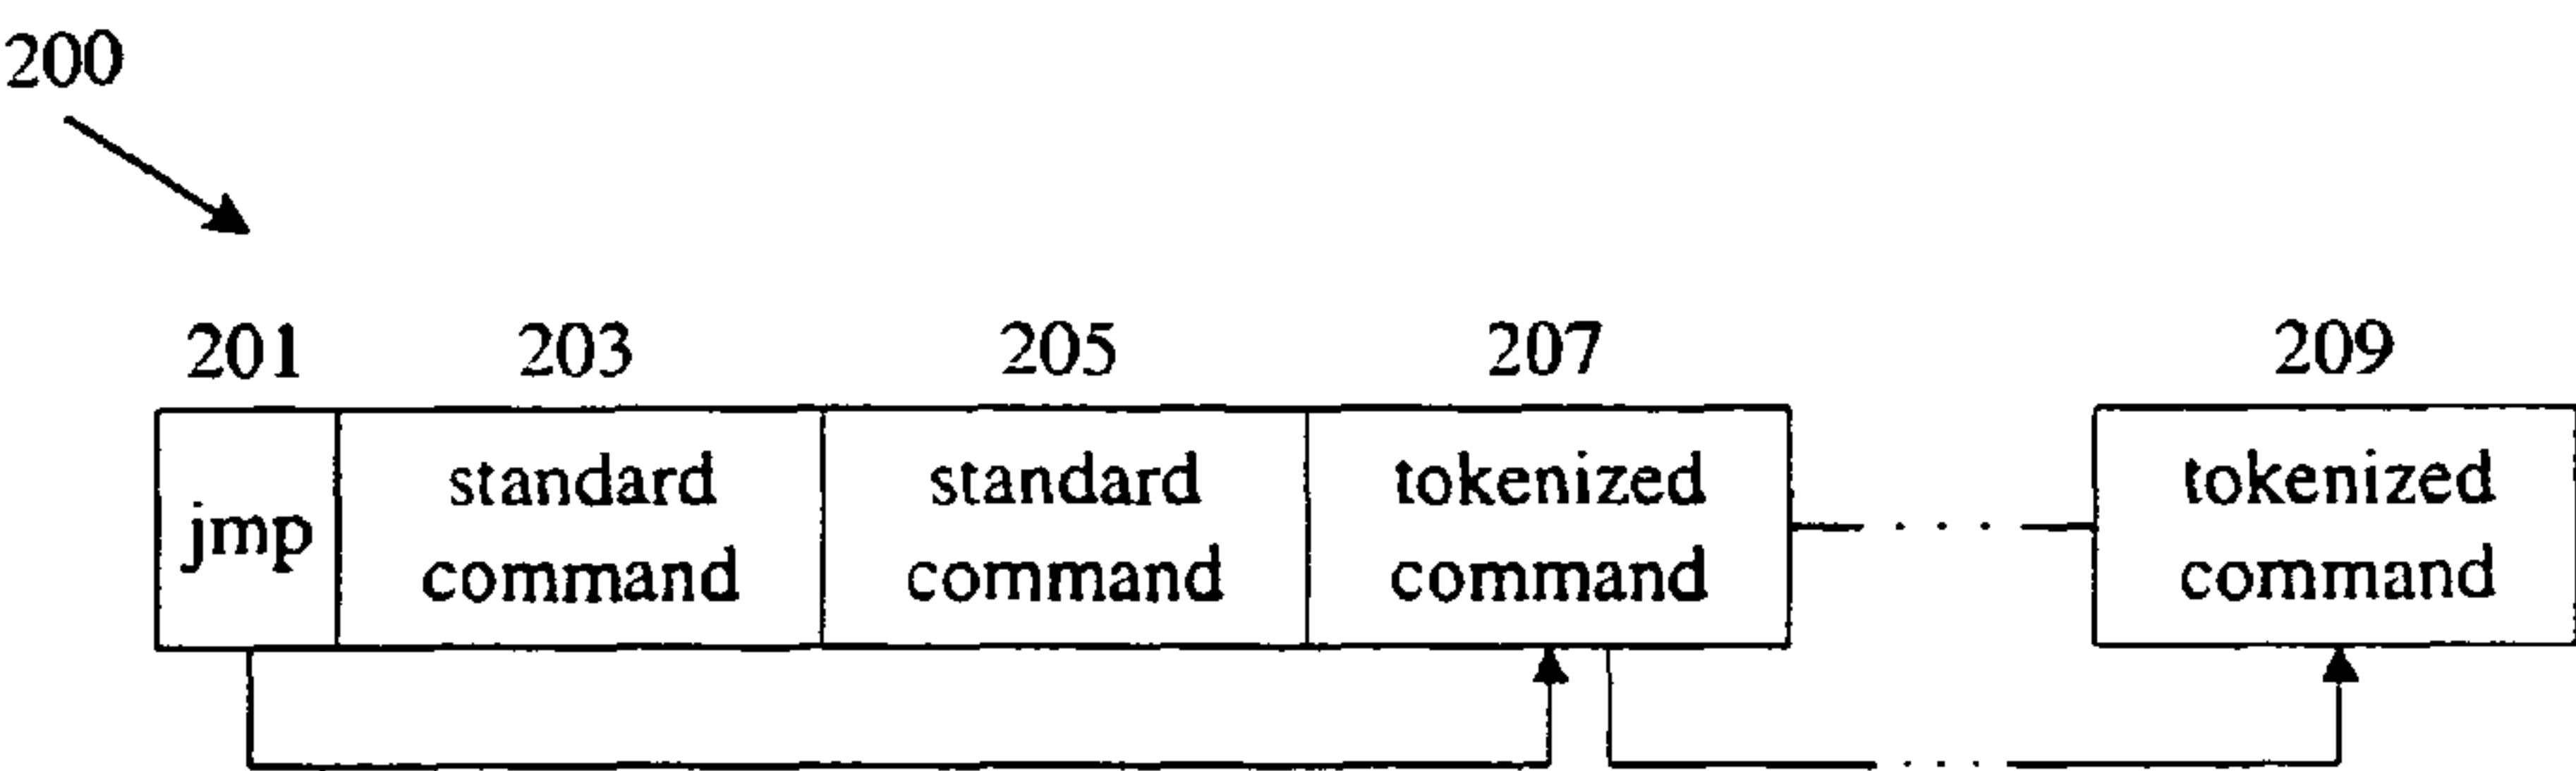 200
201 203 205 207 209
jmp standard command standard command tokenized command . . . tokenized command
. . .